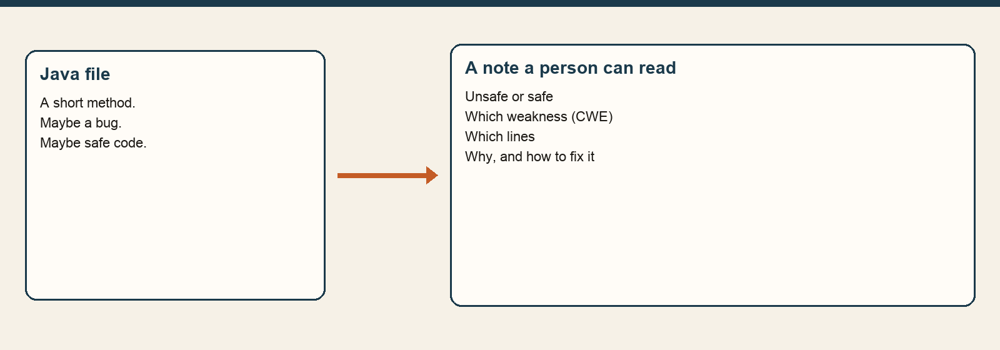 Java file
A short method.
Maybe a bug.
Maybe safe code.
A note a person can read
Unsafe or safe
Which weakness (CWE)
Which lines
Why, and how to fix it